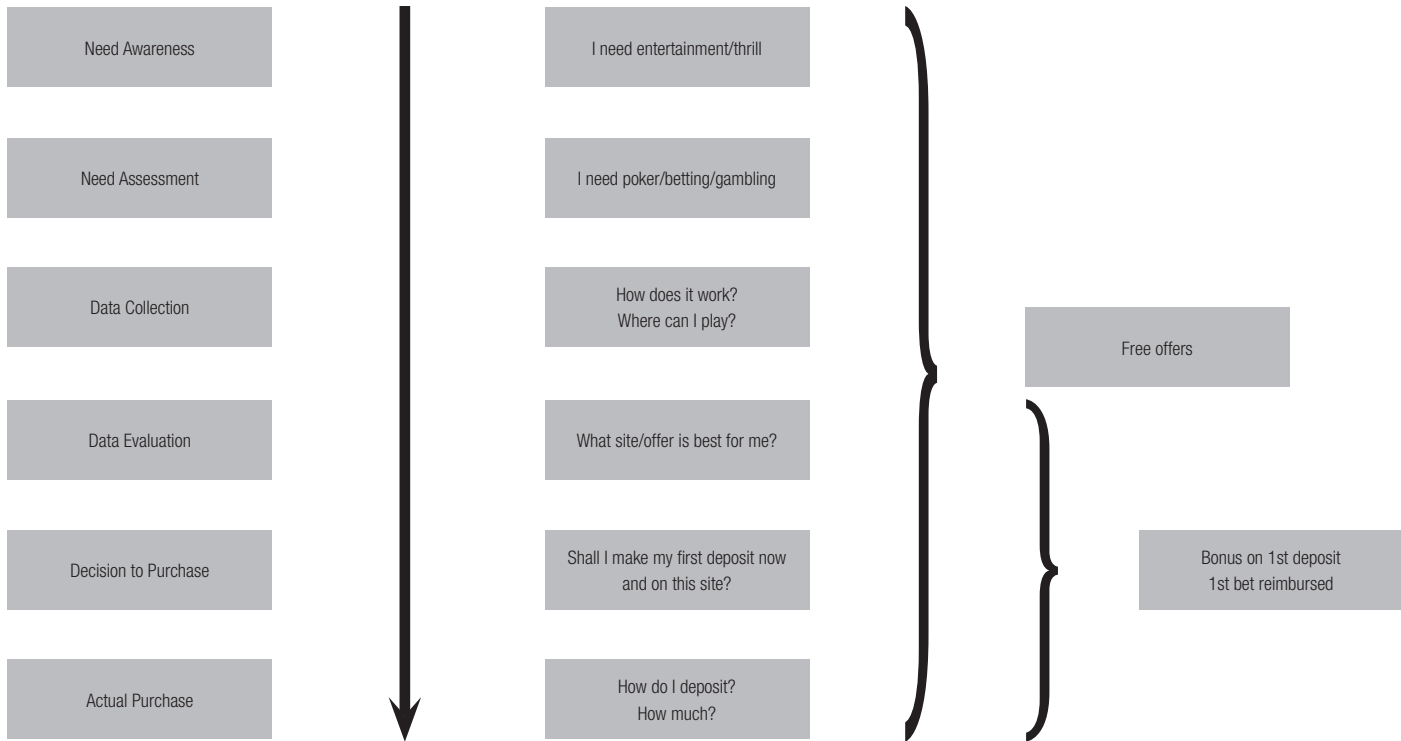 Need Awareness
I need entertainment/thrill
Need Assessment
I need poker/betting/gambling
Data Collection
How does it work?
Where can I play?
Free offers
Data Evaluation
What site/offer is best for me?
Decision to Purchase
Shall I make my first deposit now
and on this site?
Bonus on 1st deposit
1st bet reimbursed
Actual Purchase
How do I deposit?
How much?